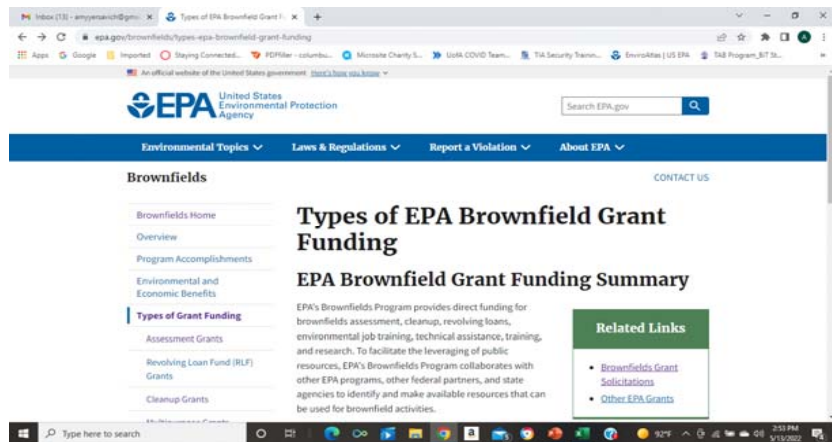 Inbox (13) - amyyersavich@gmai
Types of EPA Brownfield Grant F
epa.gov/brownfields/types-epa-brownfield-grant-funding
Apps
Google
Imported
Staying Connected...
PDFfiller - columbu...
Microsite Charity S...
UofA COVID Team...
TIA Security Trainin...
EnviroAtlas | US EPA
TAB Program_BIT St...
An official website of the United States government Here's how you know
EPA
United States
Environmental Protection
Agency
Search EPA.gov
Environmental Topics
Laws & Regulations
Report a Violation
About EPA
Brownfields
CONTACT US
Brownfields Home
Overview
Program Accomplishments
Environmental and
Economic Benefits
Types of Grant Funding
Assessment Grants
Revolving Loan Fund (RLF)
Grants
Cleanup Grants
Types of EPA Brownfield Grant
Funding
EPA Brownfield Grant Funding Summary
EPA's Brownfields Program provides direct funding for
brownfields assessment, cleanup, revolving loans,
environmental job training, technical assistance, training,
and research. To facilitate the leveraging of public
resources, EPA's Brownfields Program collaborates with
other EPA programs, other federal partners, and state
agencies to identify and make available resources that can
be used for brownfield activities.
Related Links
Brownfields Grant
Solicitations
Other EPA Grants
Type here to search
92°F
2:53 PM
5/13/2022